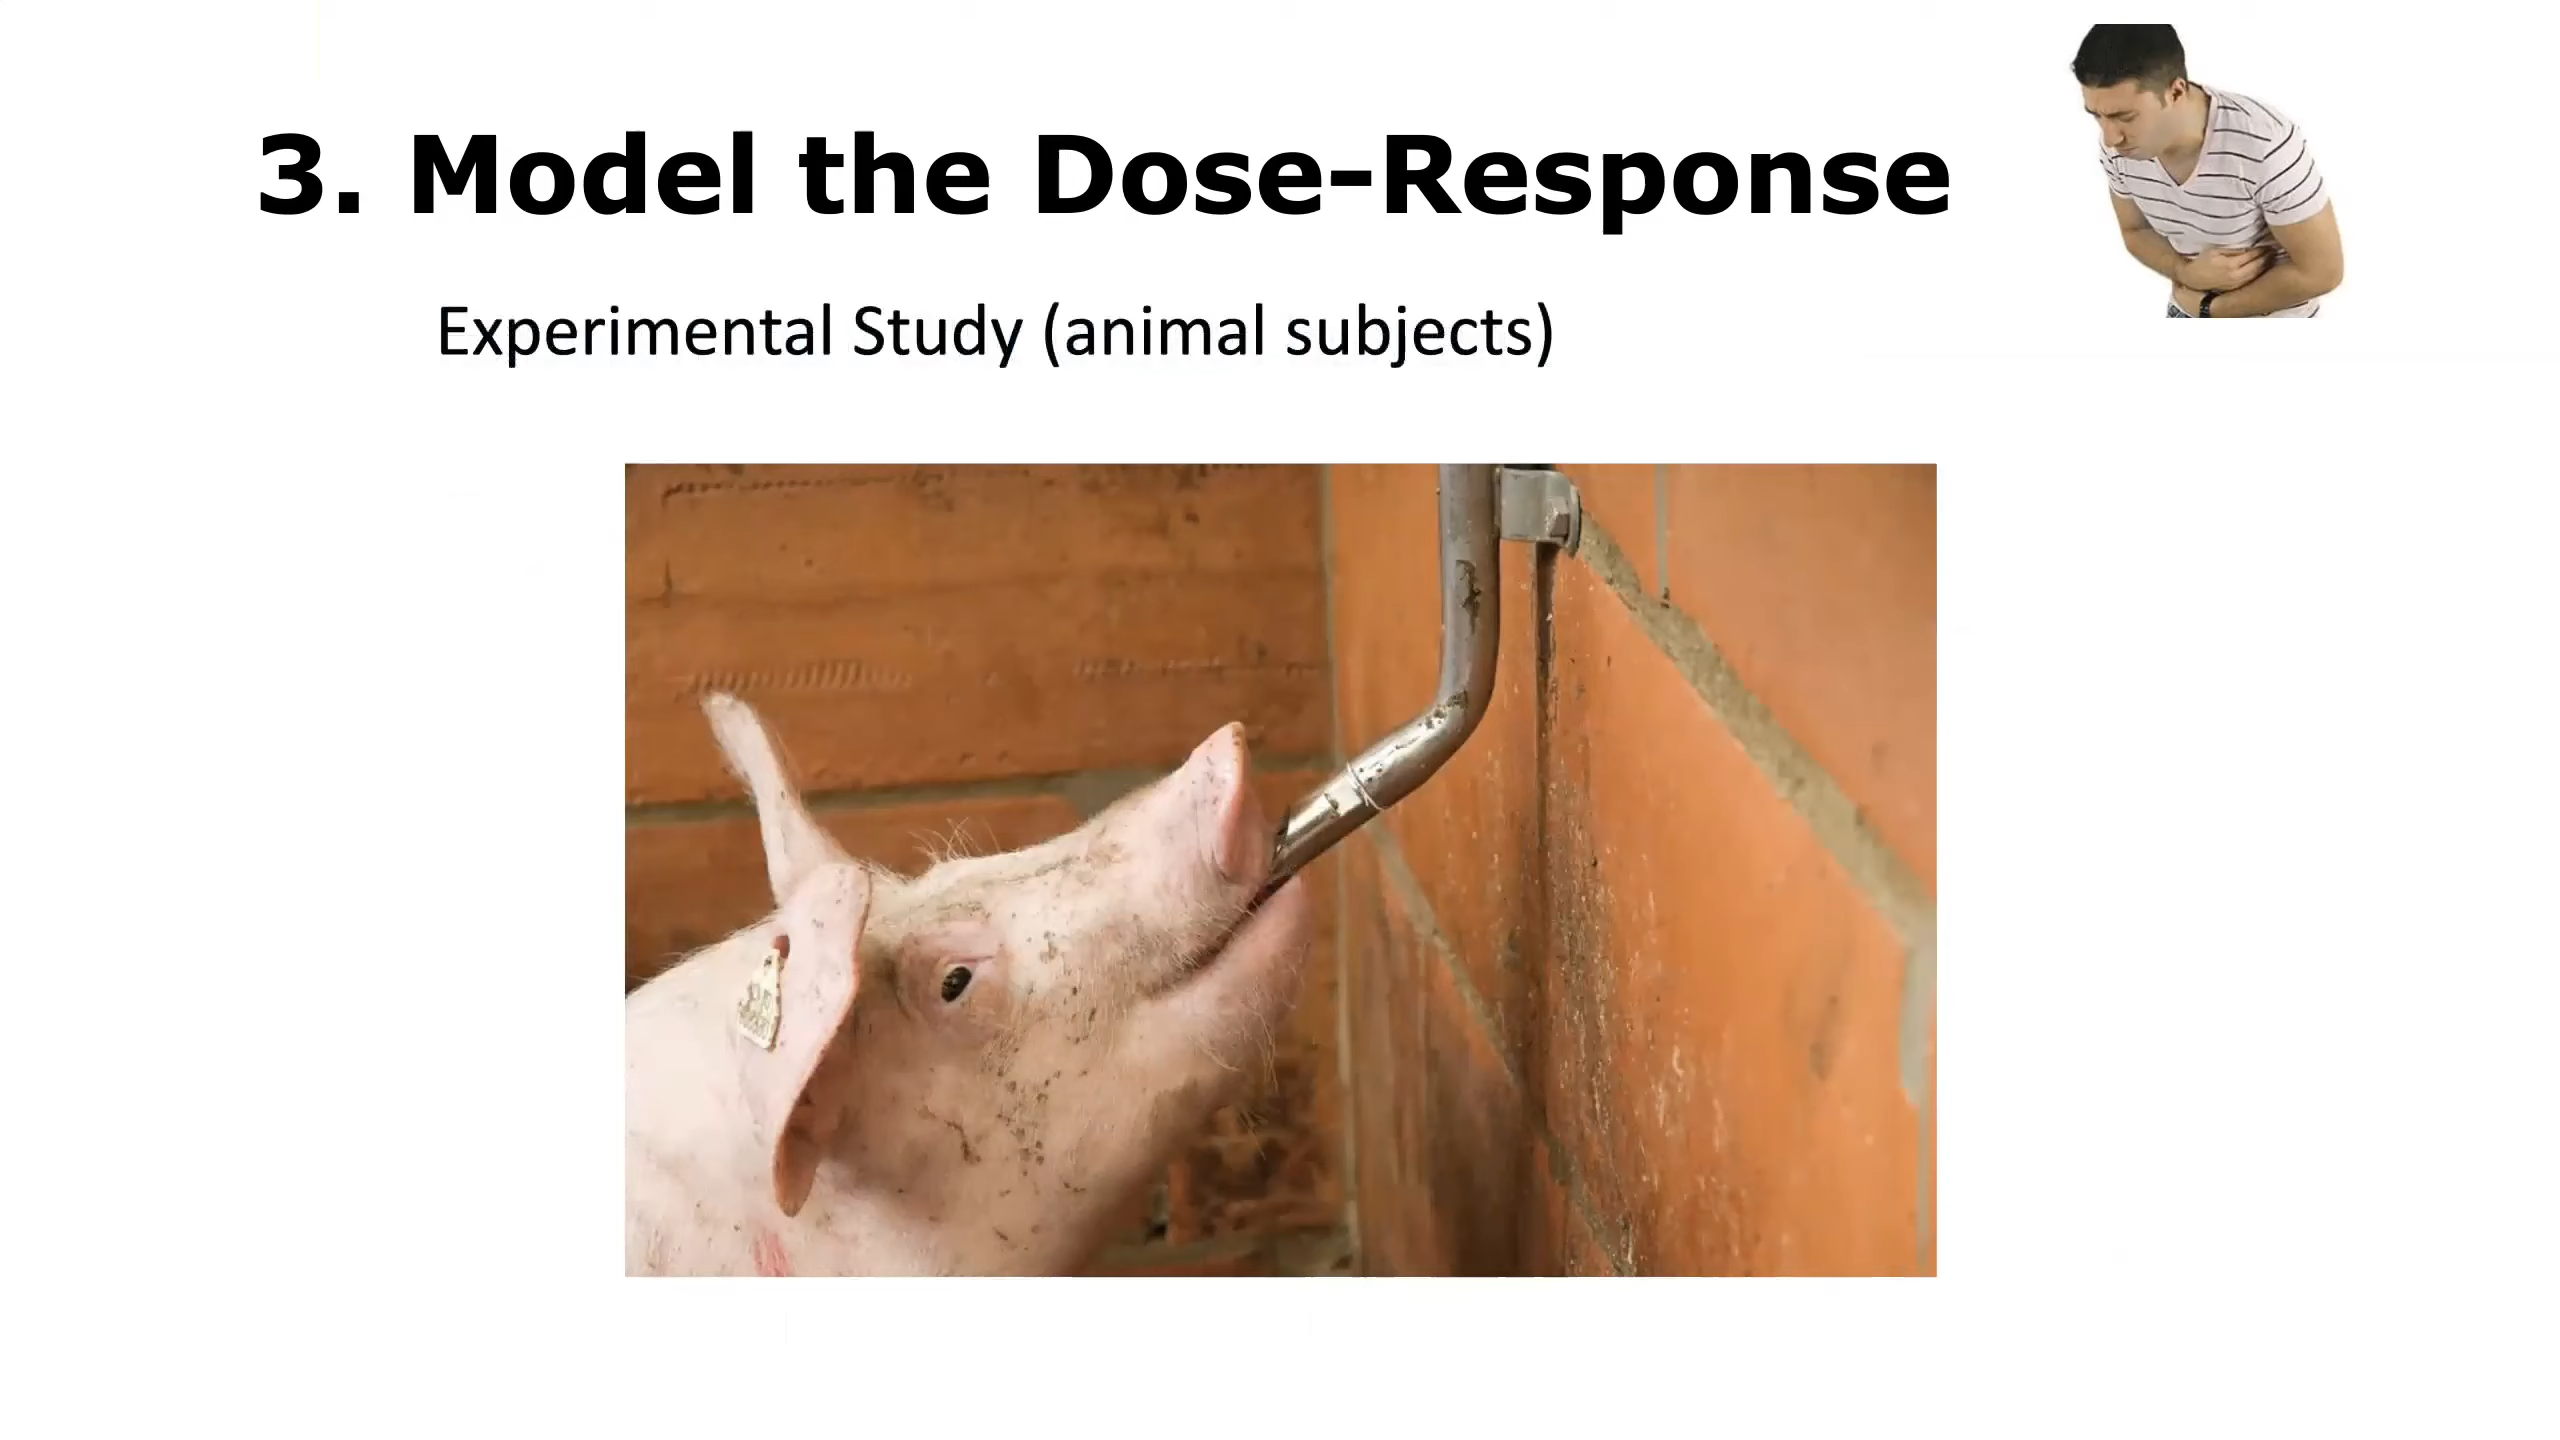 3. Model the Dose-Response
Experimental Study (animal subjects)